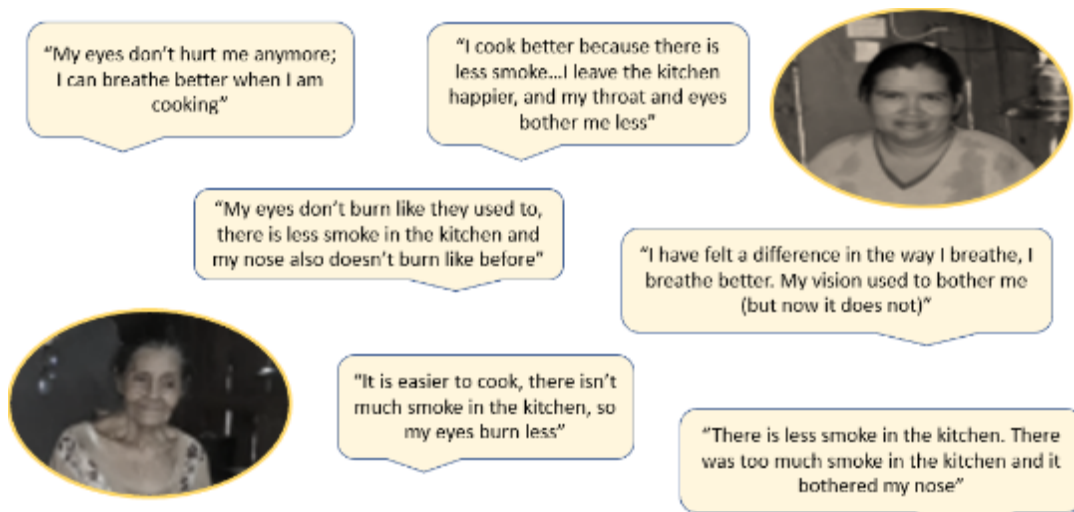 “My eyes don’t hurt me anymore;
I can breathe better when I am
cooking”
“I cook better because there is
less smoke...I leave the kitchen
happier, and my throat and eyes
bother me less”
“My eyes don’t burn like they used to,
there is less smoke in the kitchen and
my nose also doesn’t burn like before”
“I have felt a difference in the way I breathe, I
breathe better. My vision used to bother me
(but now it does not)”
“It is easier to cook, there isn’t
much smoke in the kitchen, so
my eyes burn less”
“There is less smoke in the kitchen. There
was too much smoke in the kitchen and it
bothered my nose”